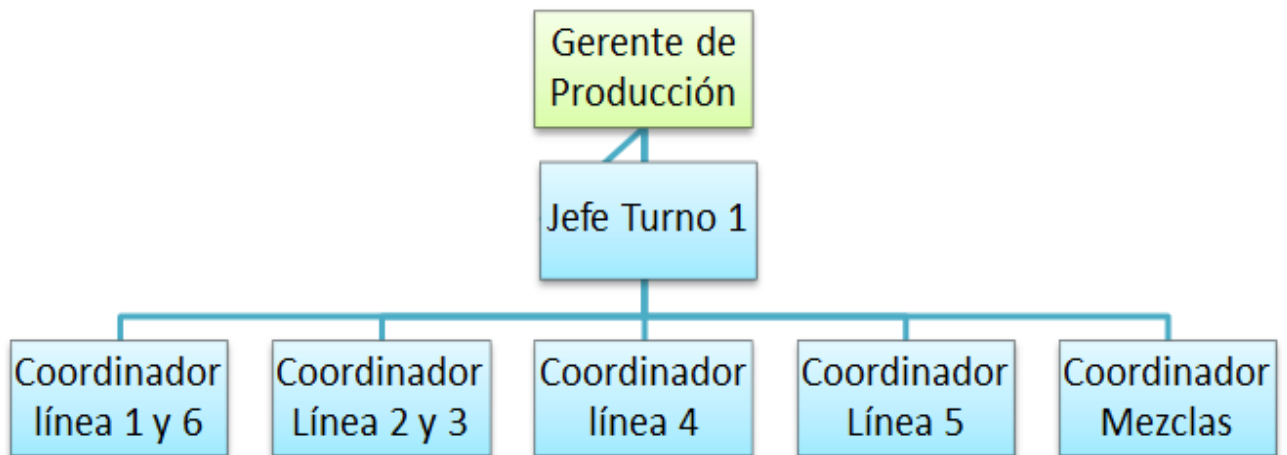 Gerente de
Producción
Jefe Turno 1
Coordinador
línea 1 y 6
Coordinador
Línea 2 y 3
Coordinador
línea 4
Coordinador
Línea 5
Coordinador
Mezclas